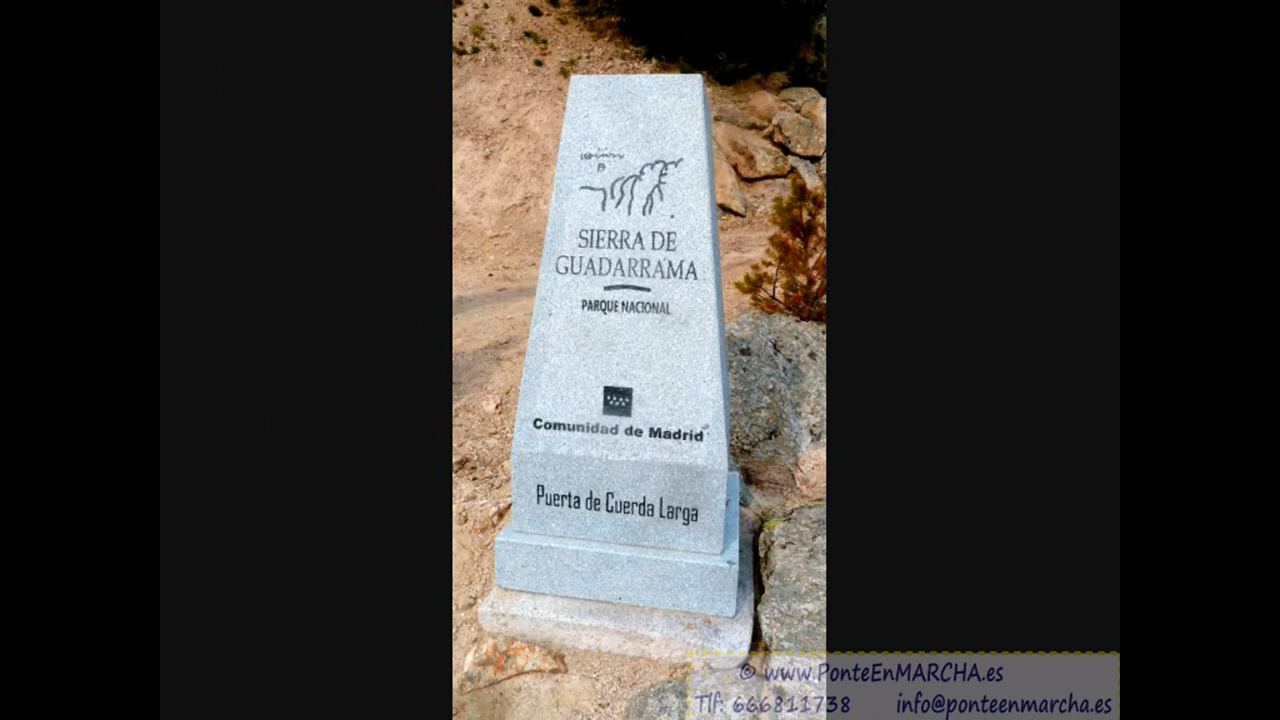 SIERRA DE
GUADARRAMA
PARQUE NACIONAL
Comunidad de Madrid
Puerta de Cuerda Larga
© www.PonteEnMARCHA.es
Tlf: 666811738 info@ponteenmarcha.es